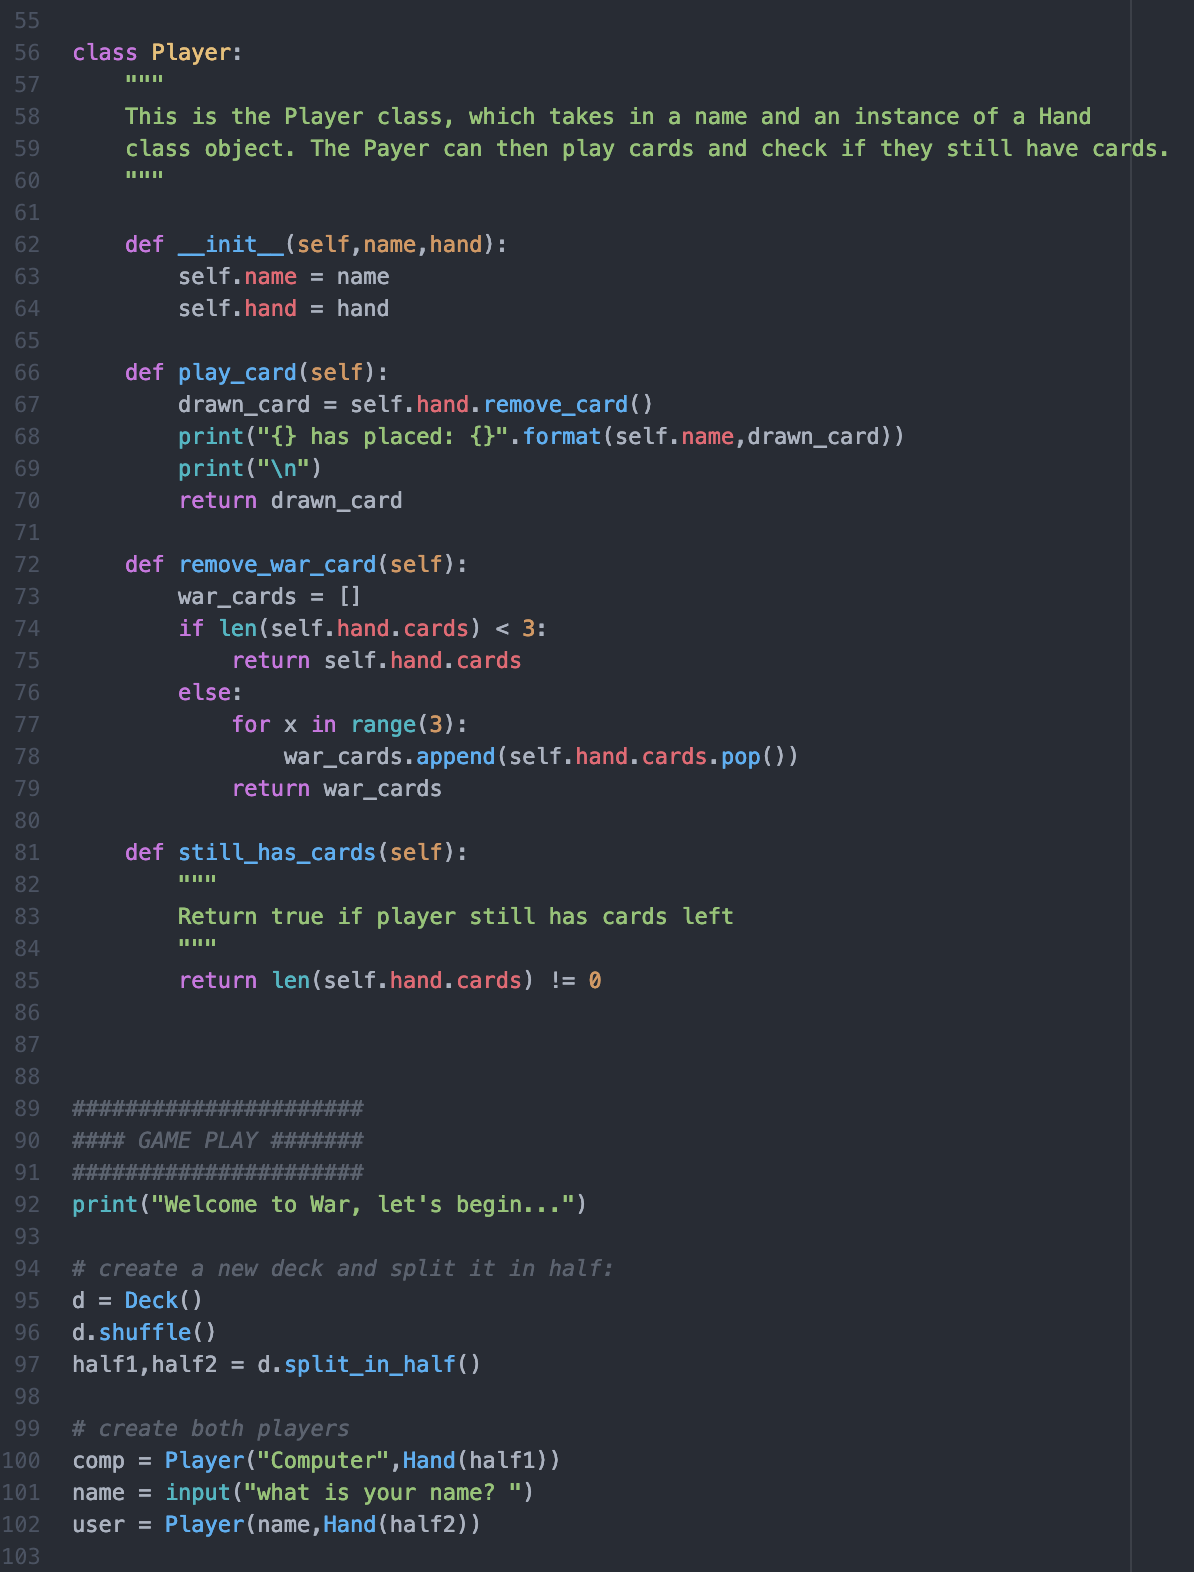 55
56 class Player:
57     """
58     This is the Player class, which takes in a name and an instance of a Hand
59     class object. The Payer can then play cards and check if they still have cards.
60     """
61
62     def __init__(self,name,hand):
63         self.name = name
64         self.hand = hand
65
66     def play_card(self):
67         drawn_card = self.hand.remove_card()
68         print("{} has placed: {}".format(self.name,drawn_card))
69         print("\n")
70         return drawn_card
71
72     def remove_war_card(self):
73         war_cards = []
74         if len(self.hand.cards) < 3:
75             return self.hand.cards
76         else:
77             for x in range(3):
78                 war_cards.append(self.hand.cards.pop())
79             return war_cards
80
81     def still_has_cards(self):
82         """
83         Return true if player still has cards left
84         """
85         return len(self.hand.cards) != 0
86
87
88
89 ######################
90 #### GAME PLAY #######
91 ######################
92 print("Welcome to War, let's begin...")
93
94 # create a new deck and split it in half:
95 d = Deck()
96 d.shuffle()
97 half1,half2 = d.split_in_half()
98
99 # create both players
100 comp = Player("Computer",Hand(half1))
101 name = input("what is your name? ")
102 user = Player(name,Hand(half2))
103